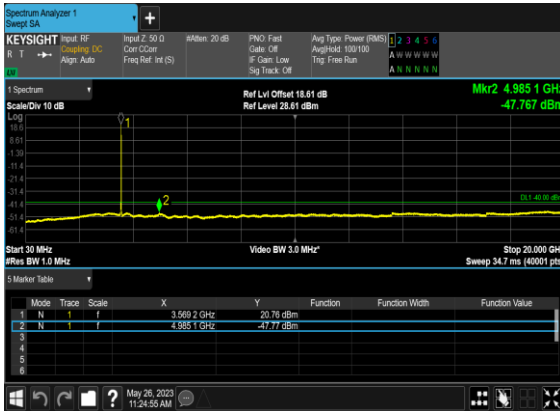 Spectrum Analyzer 1
Swept SA
+
KEYSIGHT Input: RF Input Z: 50 Ω #Atten: 20 dB PNO: Fast Avg Type: Power (RMS) 1 2 3 4 5 6
R T Coupling: DC Corr CCorr Gate: Off Avg|Hold: 100/100 A W W W W W
Align: Auto Freq Ref: Int (S) IF Gain: Low Trig: Free Run
Sig Track: Off A N N N N N
1 Spectrum Ref Lvl Offset 18.61 dB Mkr2 4.985 1 GHz
Scale/Div 10 dB Ref Level 28.61 dBm -47.767 dBm
Log
1
18.6
8.61
-1.39
-11.4
-21.4
-31.4
2
DL1 -40.00 dBm
-41.4
-51.4
-61.4
Start 30 MHz Video BW 3.0 MHz* Stop 20.000 GHz
#Res BW 1.0 MHz Sweep 34.7 ms (40001 pts)
5 Marker Table
Mode Trace Scale X Y Function Function Width Function Value
1 N 1 f 3.569 2 GHz 20.76 dBm
2 N 1 f 4.985 1 GHz -47.77 dBm
3
4
5
6
? May 26, 2023
11:24:55 AM